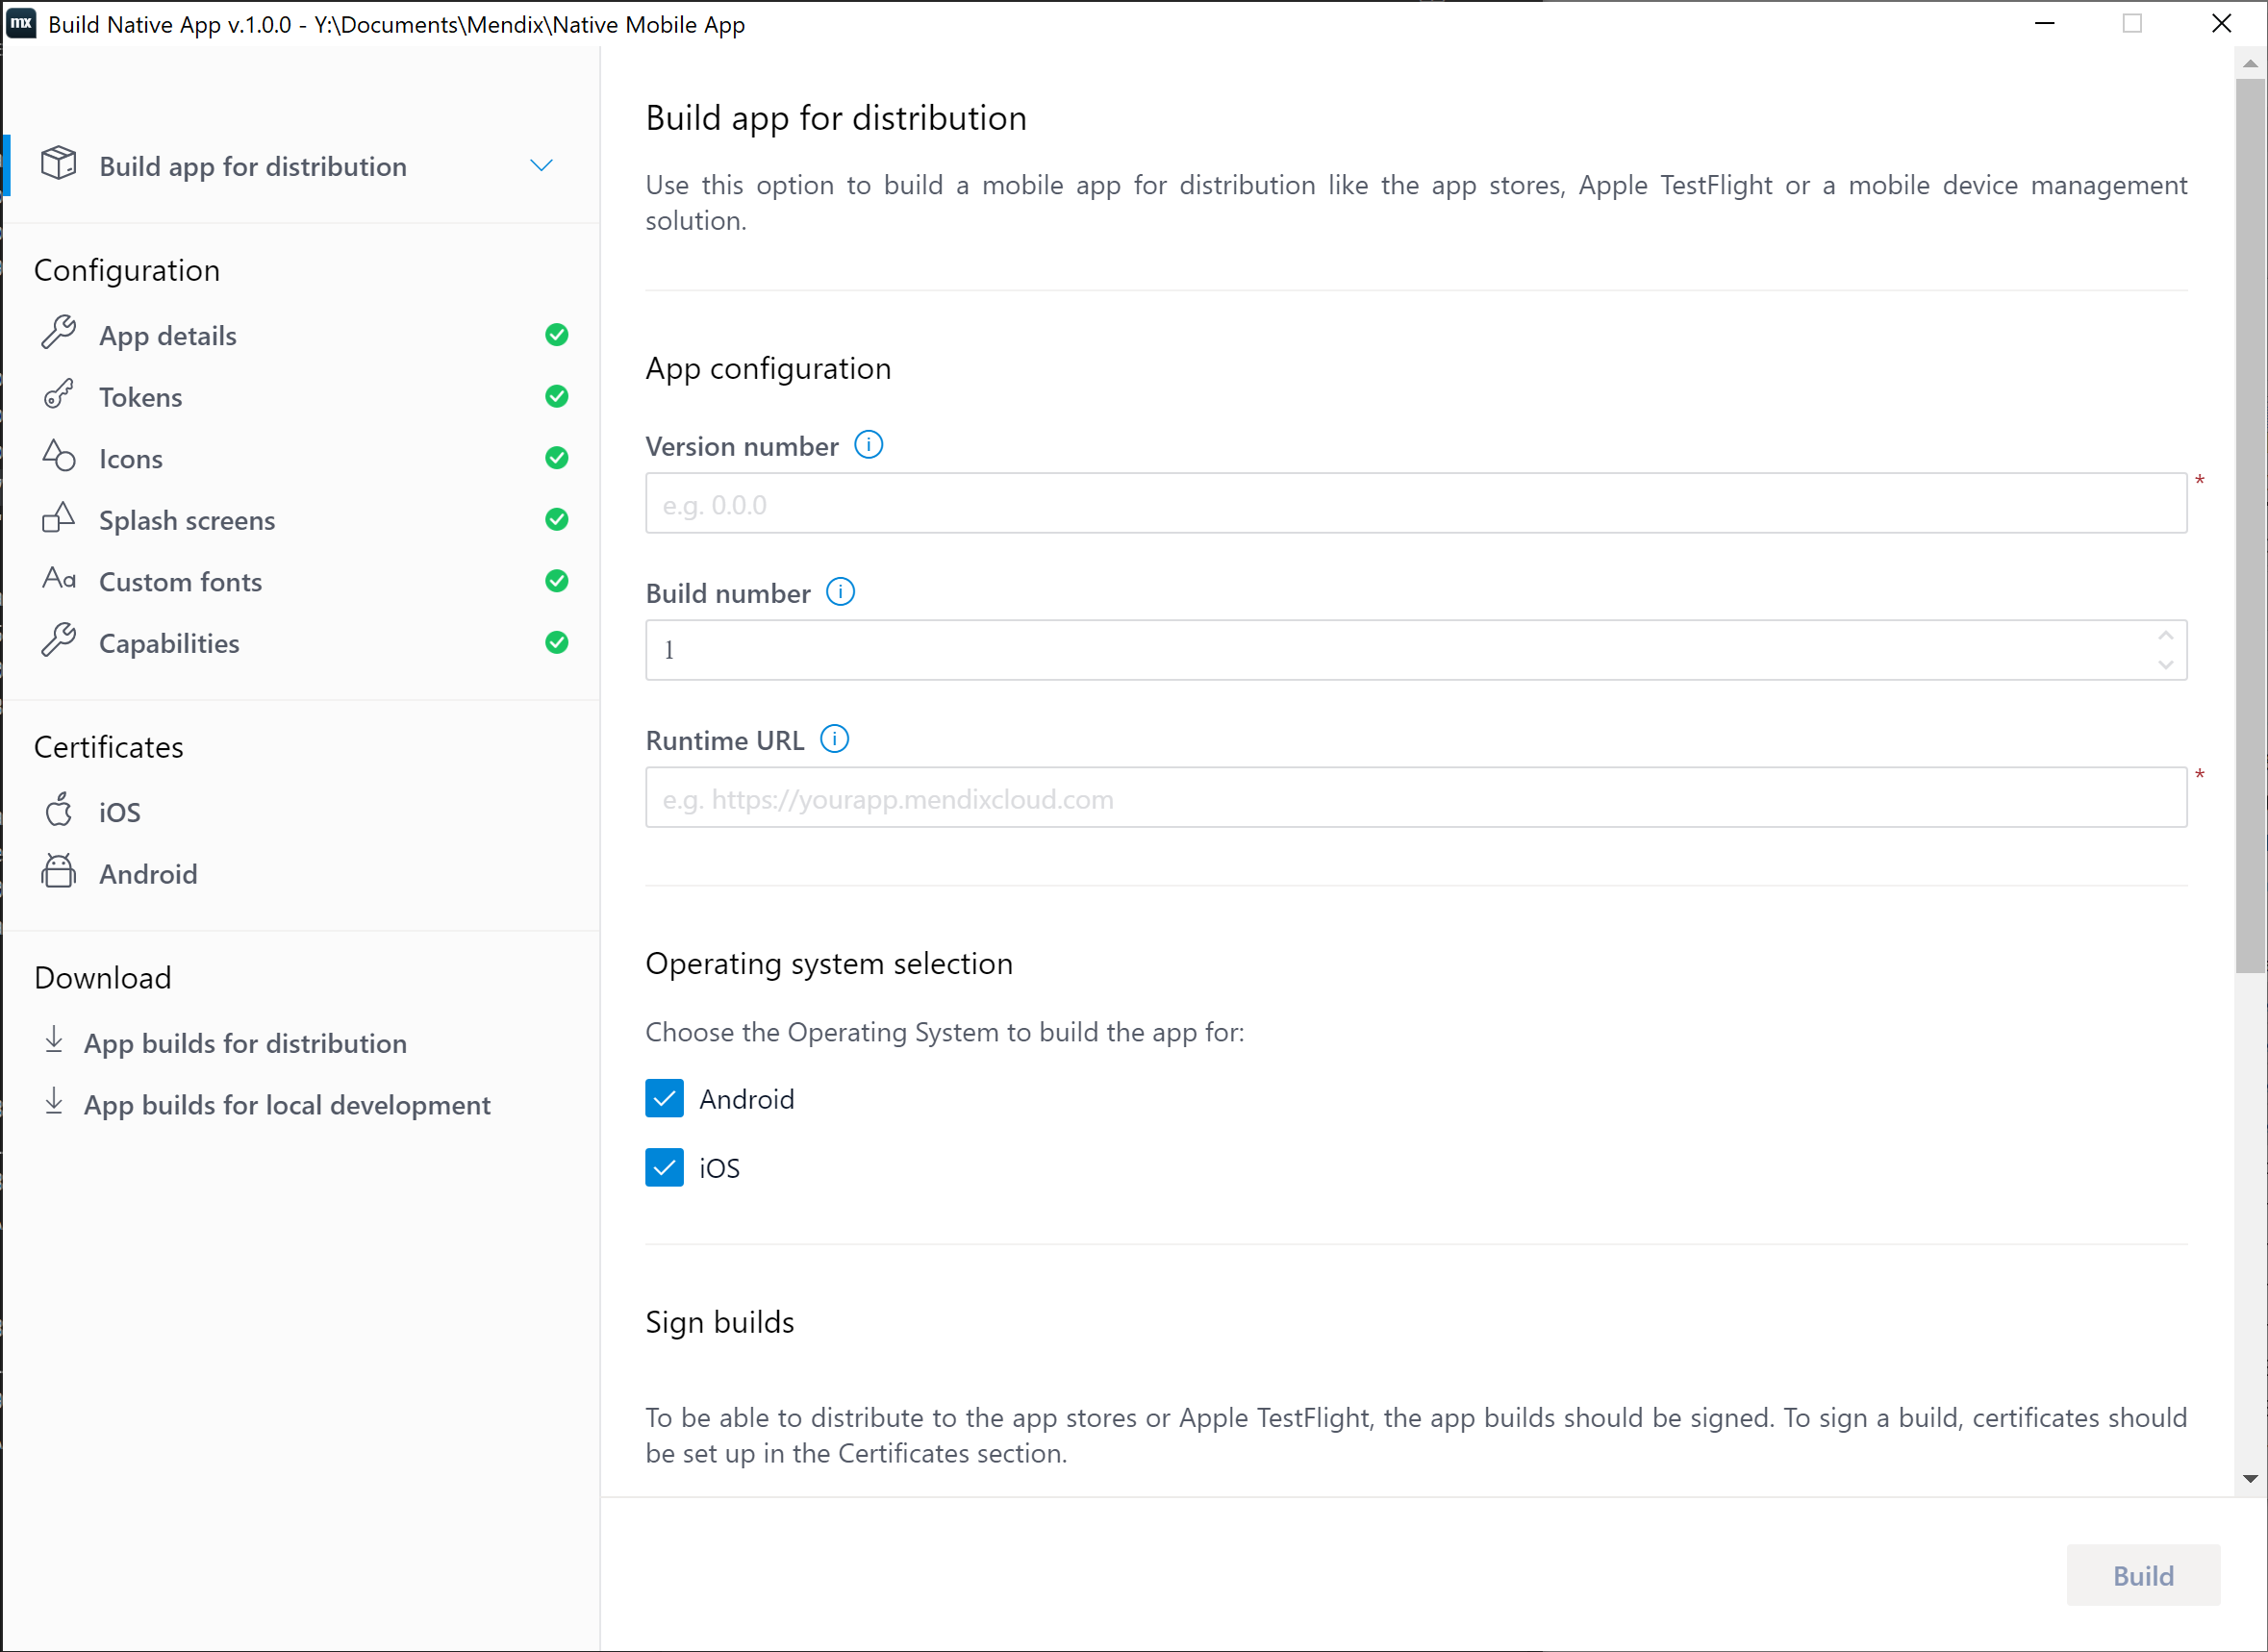 mx Build Native App v.1.0.0 - Y:\Documents\Mendix\Native Mobile App
Build app for distribution
Configuration
App details
Tokens
Icons
Splash screens
Aa Custom fonts
Capabilities
Certificates
iOS
Android
Download
App builds for distribution
App builds for local development
Build app for distribution
Use this option to build a mobile app for distribution like the app stores, Apple TestFlight or a mobile device management
solution.
App configuration
Version number i
e.g. 0.0.0 *
Build number i
1
Runtime URL i
e.g. https://yourapp.mendixcloud.com *
Operating system selection
Choose the Operating System to build the app for:
Android
iOS
Sign builds
To be able to distribute to the app stores or Apple TestFlight, the app builds should be signed. To sign a build, certificates should
be set up in the Certificates section.
Build